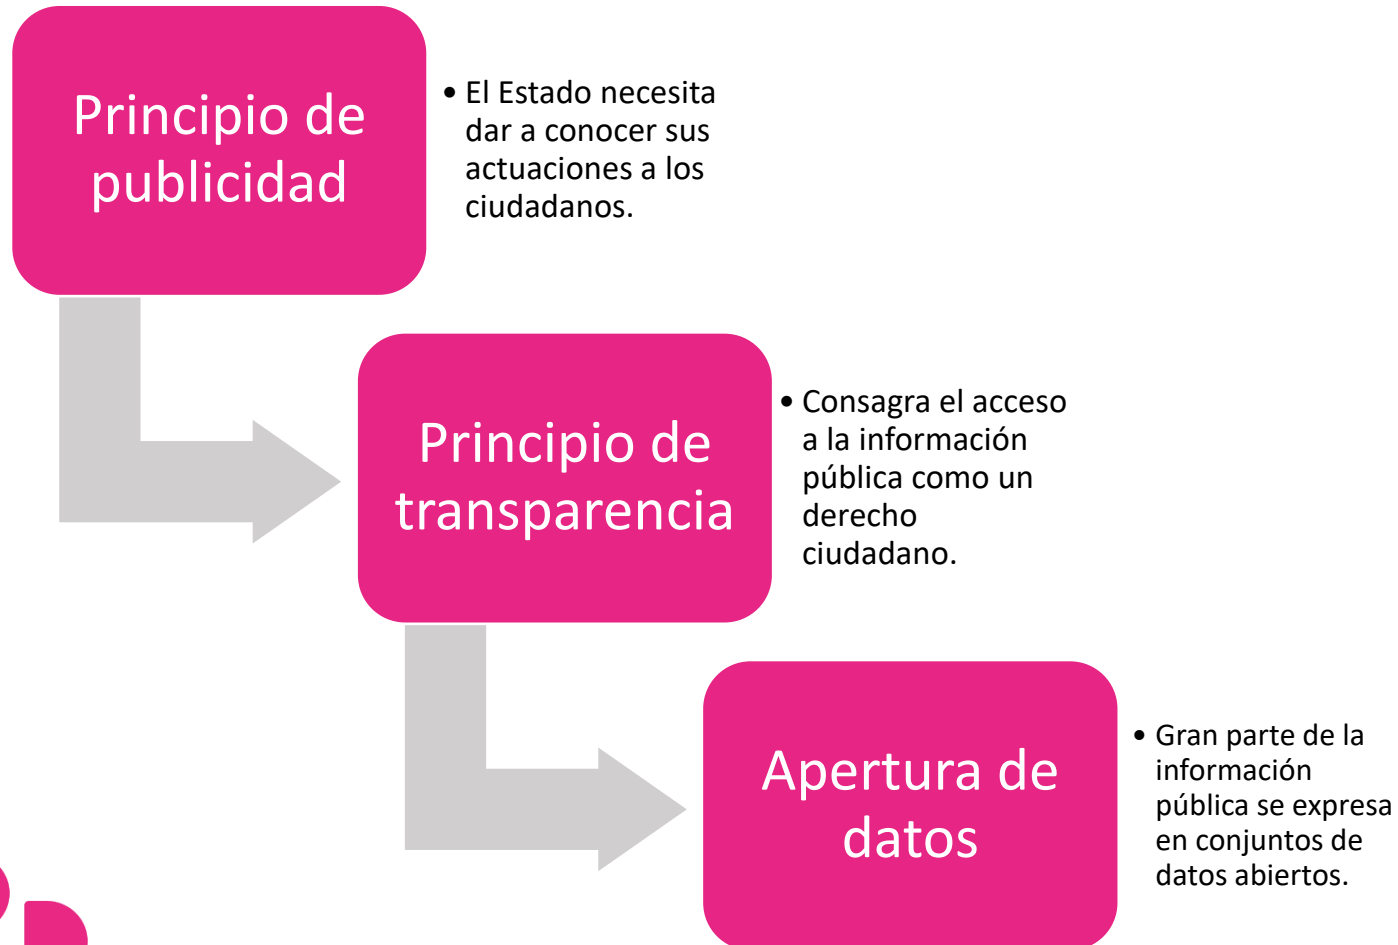 Principio de
publicidad
• El Estado necesita
dar a conocer sus
actuaciones a los
ciudadanos.
Principio de
transparencia
• Consagra el acceso
a la información
pública como un
derecho
ciudadano.
Apertura de
datos
• Gran parte de la
información
pública se expresa
en conjuntos de
datos abiertos.